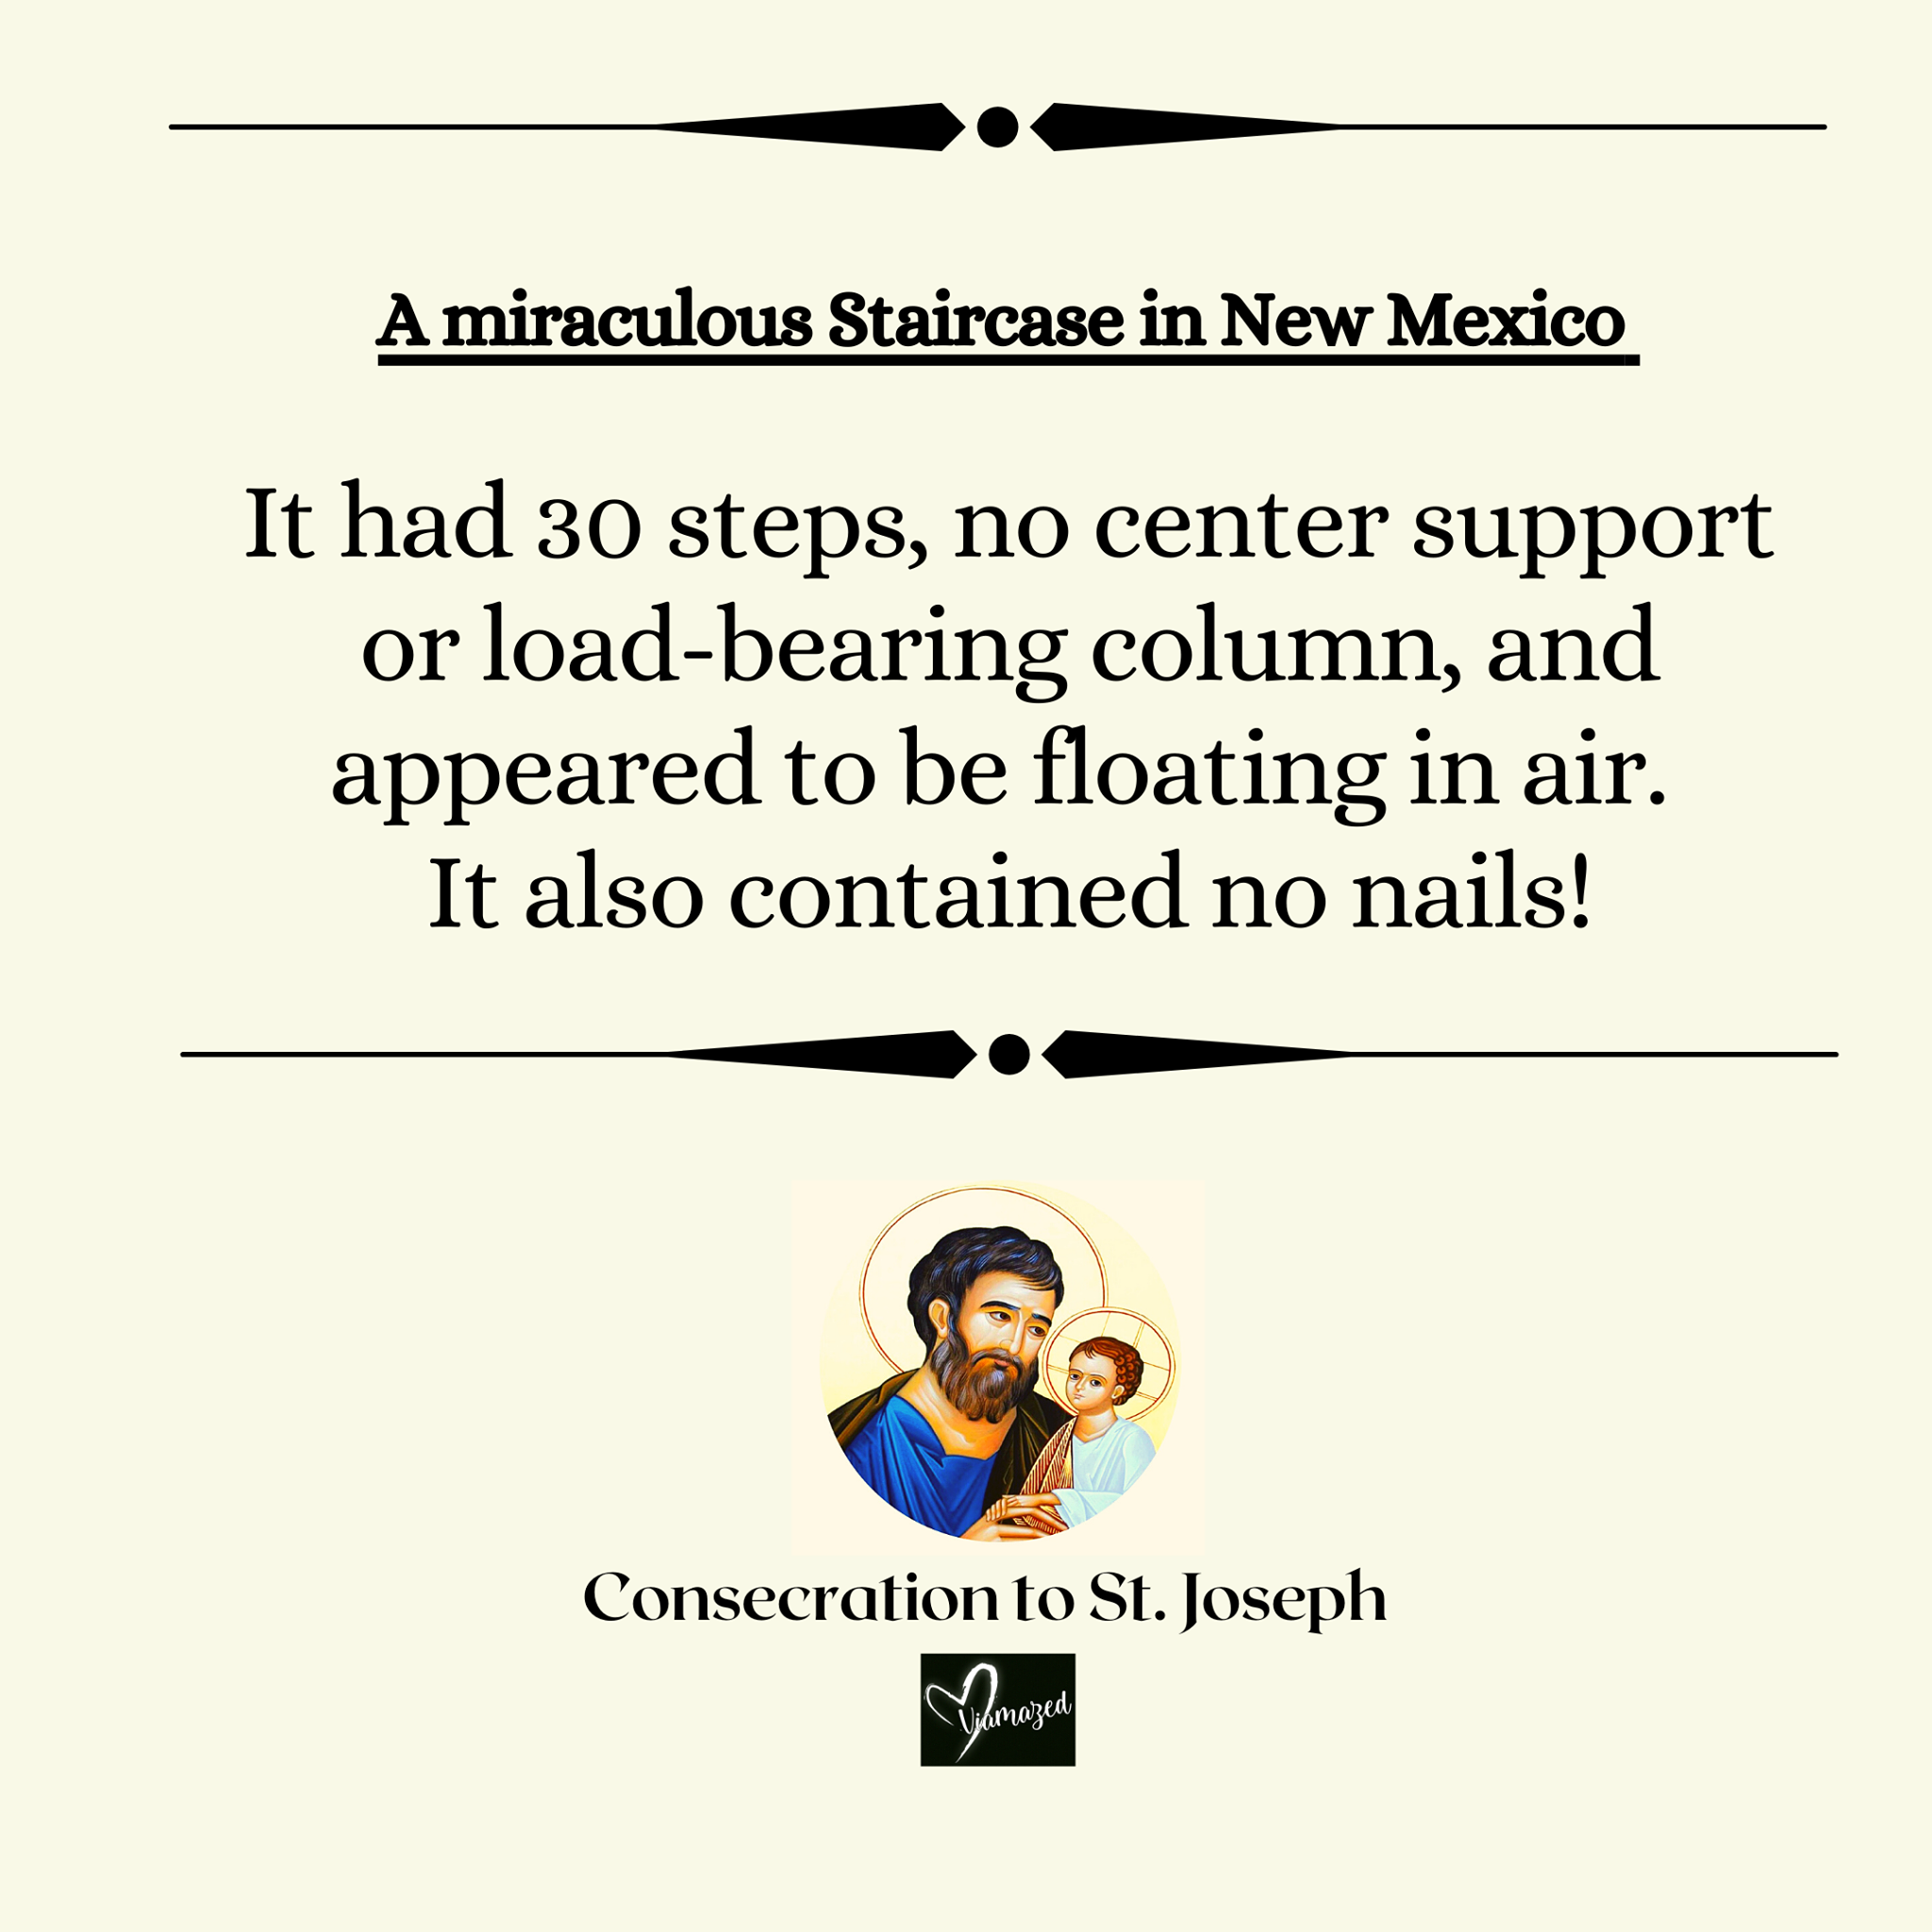 A miraculous Staircase in New Mexico
It had 30 steps, no center support
or load-bearing column, and
appeared to be floating in air.
It also contained no nails!
Consecration to St. Joseph
Viamazed